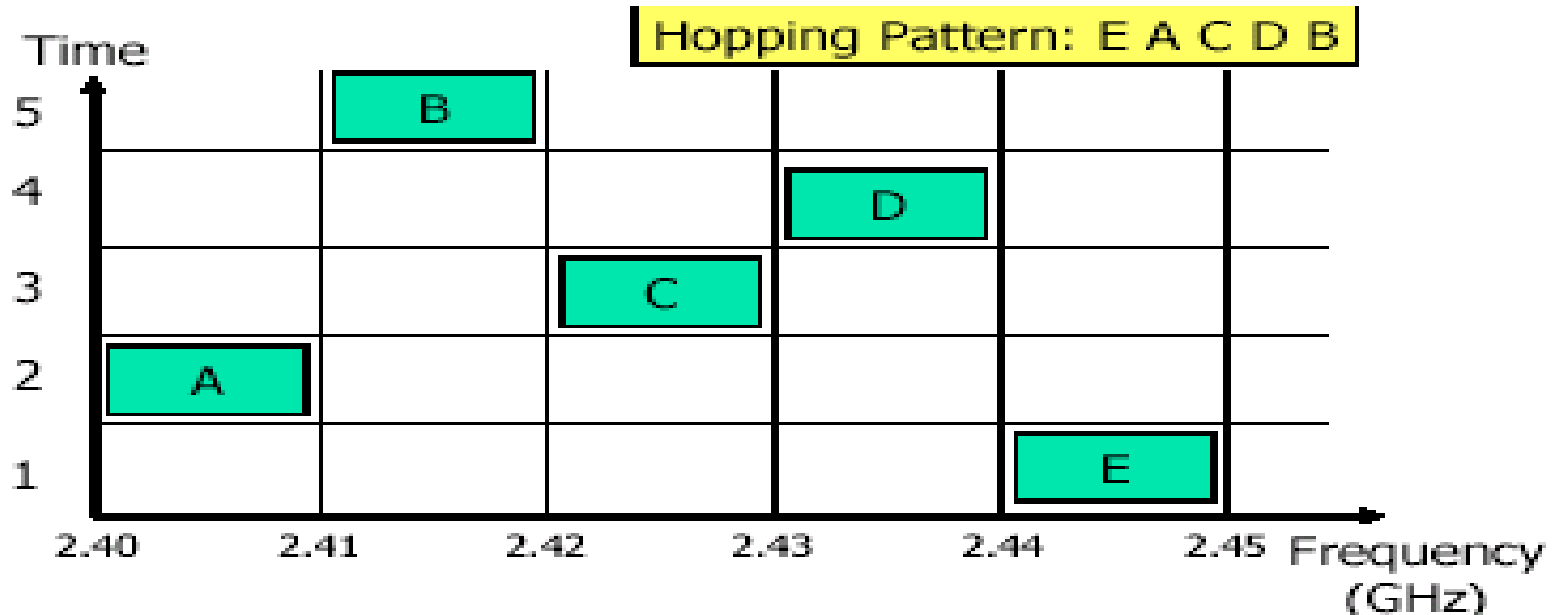 Hopping Pattern: E A C D B
Time
5
B
4
D
3
C
2
A
1
E
2.40 2.41 2.42 2.43 2.44 2.45 Frequency
(GHz)